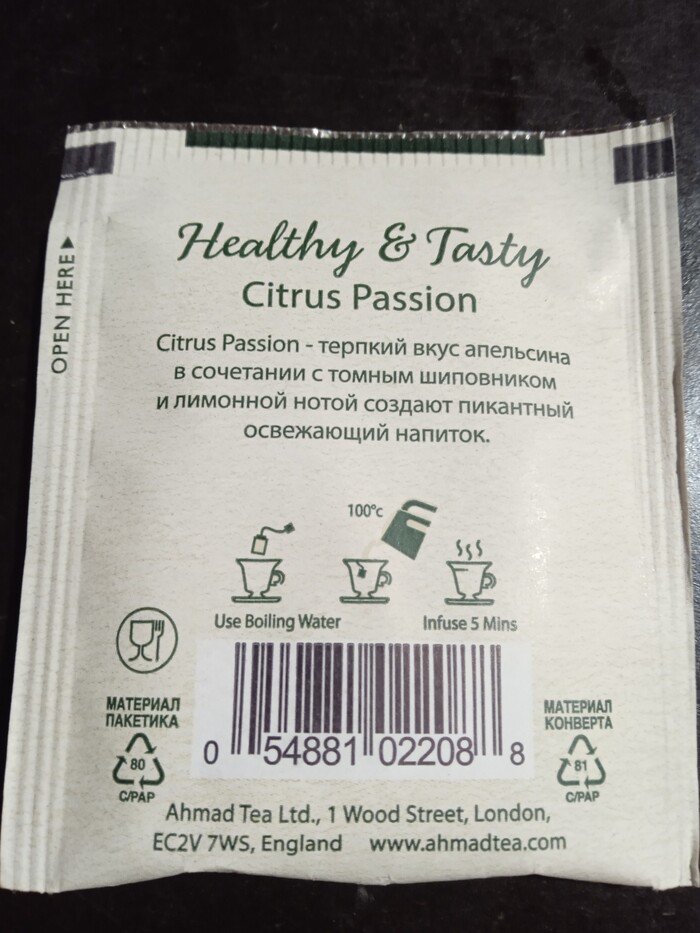 OPEN HERE
Healthy & Tasty
Citrus Passion
Citrus Passion - терпкий вкус апельсина
в сочетании с томным шиповником
и лимонной нотой создают пикантный
освежающий напиток.
100°c
Use Boiling Water
Infuse 5 Mins
МАТЕРИАЛ
ПАКЕТИКА
80
C/PAP
0 54881 02208 8
МАТЕРИАЛ
КОНВЕРТА
81
C/PAP
Ahmad Tea Ltd., 1 Wood Street, London,
EC2V 7WS, England www.ahmadtea.com